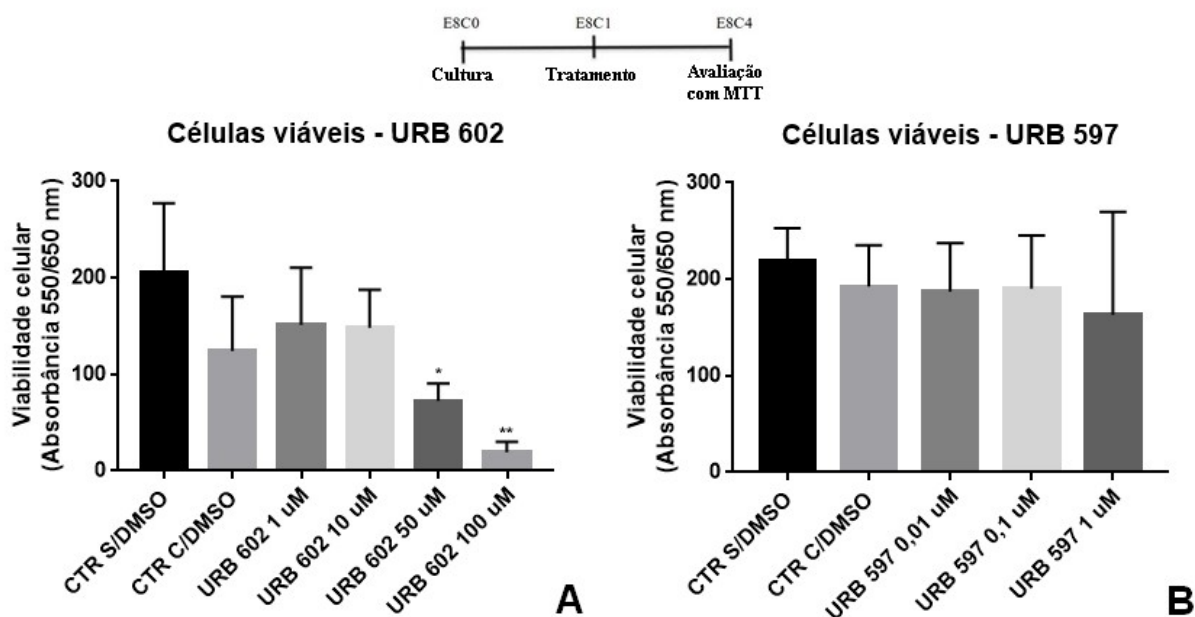 E8C0 E8C1 E8C4
Cultura Tratamento Avaliação
com MTT
Células viáveis - URB 602
Viabilidade celular
(Absorbância 550/650 nm)
300
200
100
0
*
**
CTR S/DMSO
CTR C/DMSO
URB 602 1 uM
URB 602 10 uM
URB 602 50 uM
URB 602 100 uM
A
Células viáveis - URB 597
Viabilidade celular
(Absorbância 550/650 nm)
300
200
100
0
CTR S/DMSO
CTR C/DMSO
URB 597 0,01 uM
URB 597 0,1 uM
URB 597 1 uM
B